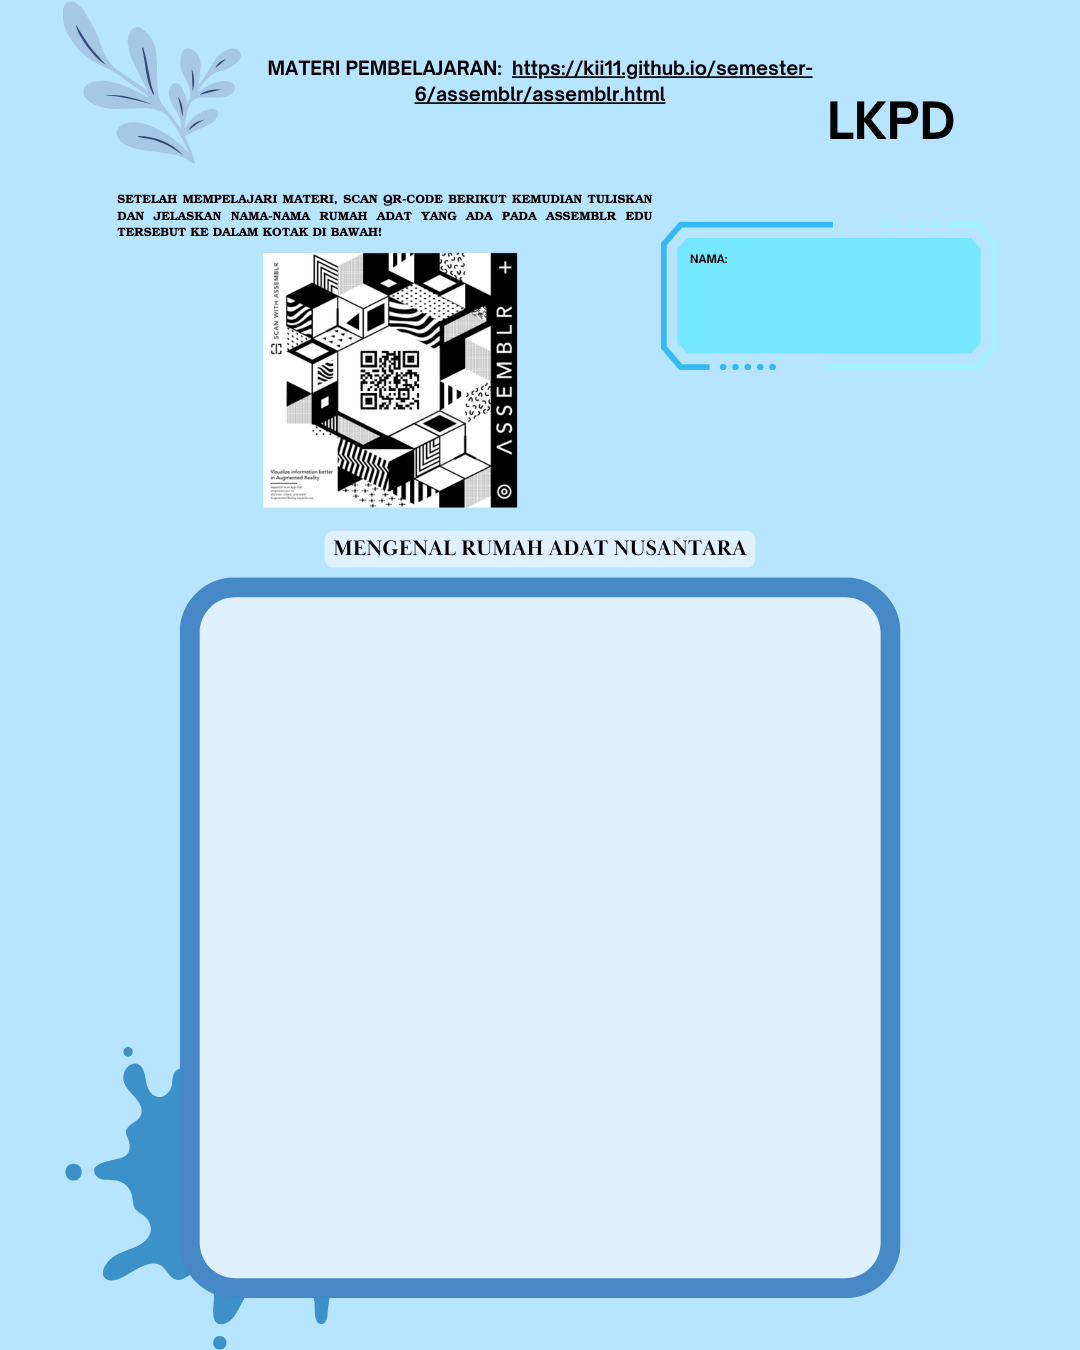 MATERI PEMBELAJARAN: https://kii11.github.io/semester-
6/assemblr/assemblr.html
LKPD
SETELAH MEMPELAJARI MATERI, SCAN QR-CODE BERIKUT KEMUDIAN TULISKAN
DAN JELASKAN NAMA-NAMA RUMAH ADAT YANG ADA PADA ASSEMBLR EDU
TERSEBUT KE DALAM KOTAK DI BAWAH!
NAMA:
SCAN WITH ASSEMBLR
ASSEMBLR
Visualize information better
in Augmented Reality
MENGENAL RUMAH ADAT NUSANTARA